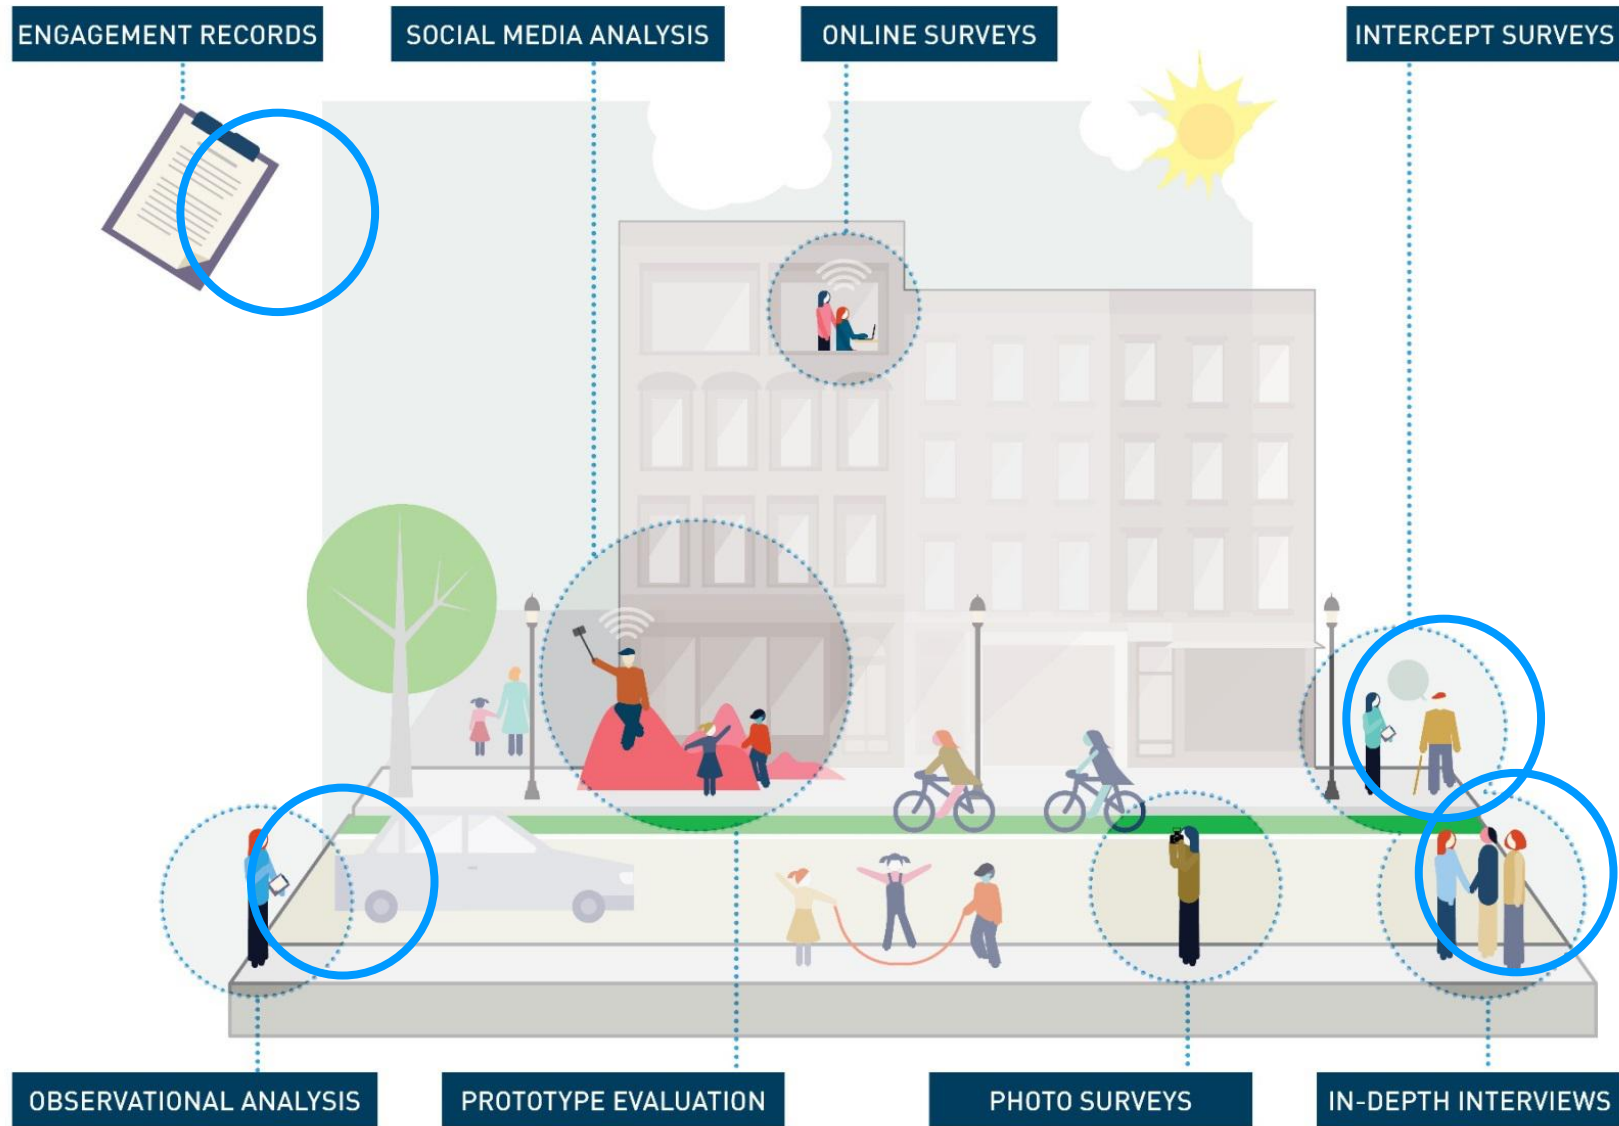 ENGAGEMENT RECORDS
SOCIAL MEDIA ANALYSIS
ONLINE SURVEYS
INTERCEPT SURVEYS
OBSERVATIONAL ANALYSIS
PROTOTYPE EVALUATION
PHOTO SURVEYS
IN-DEPTH INTERVIEWS